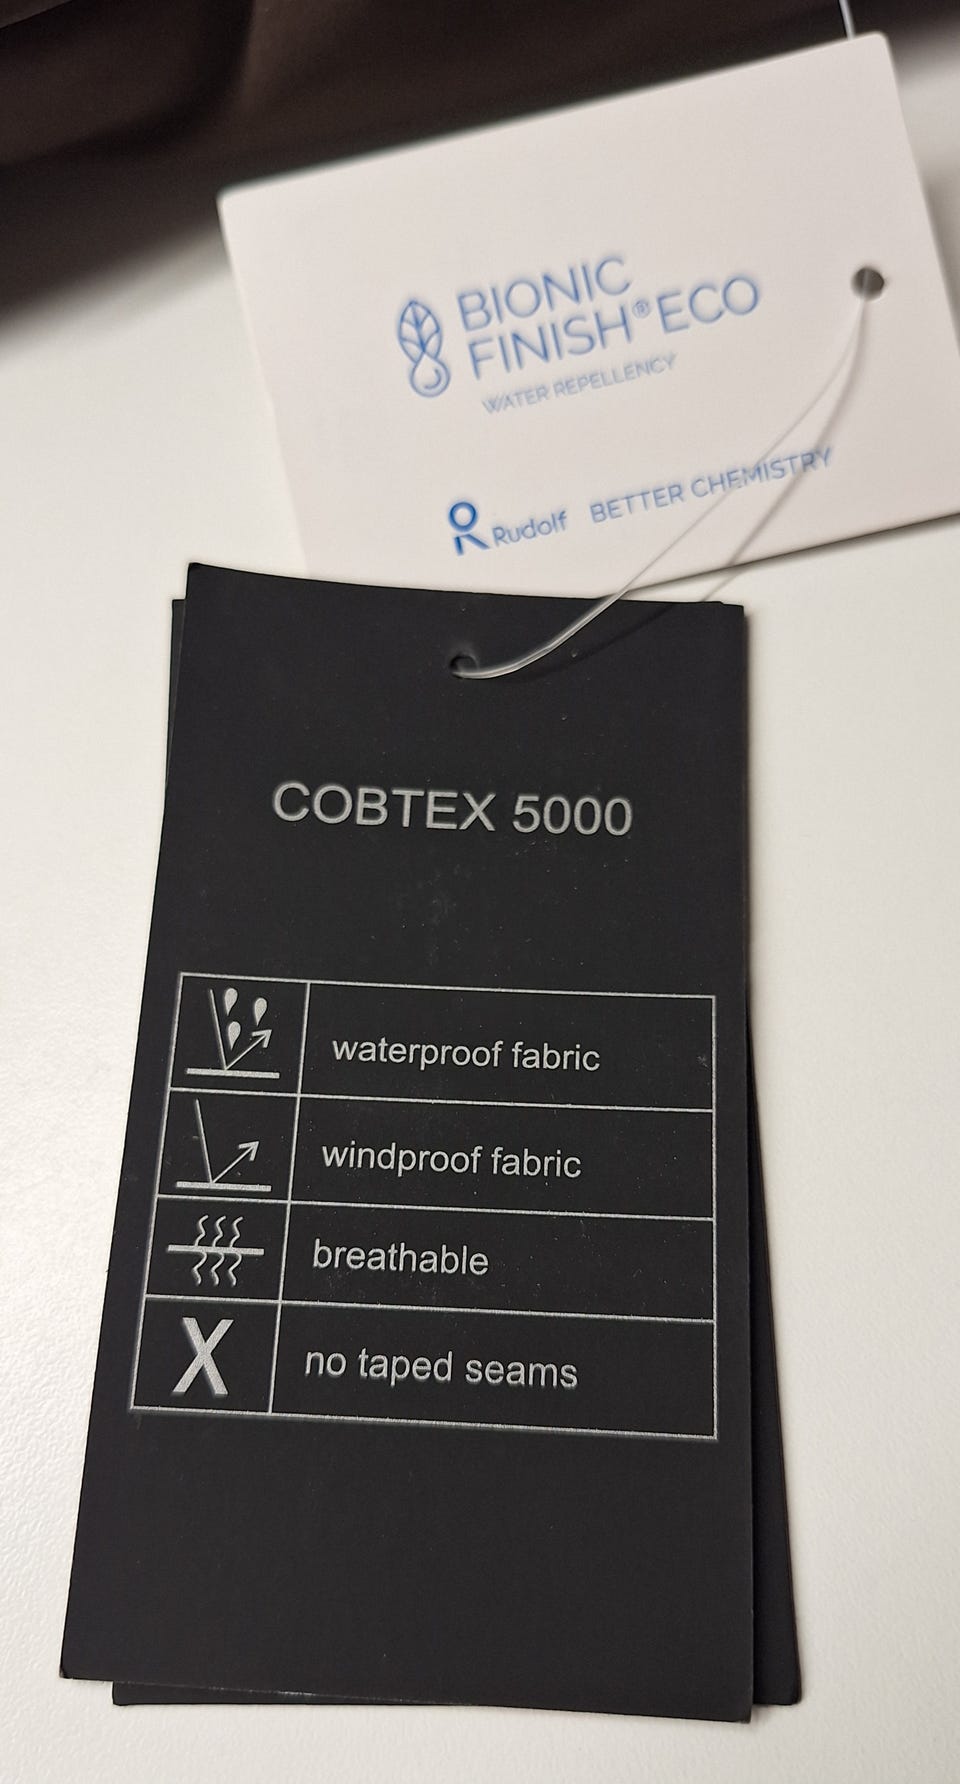 BIONIC
FINISH®ECO
WATER REPELLENCY
Rudolf BETTER CHEMISTRY
COBTEX 5000
waterproof fabric
windproof fabric
breathable
X no taped seams